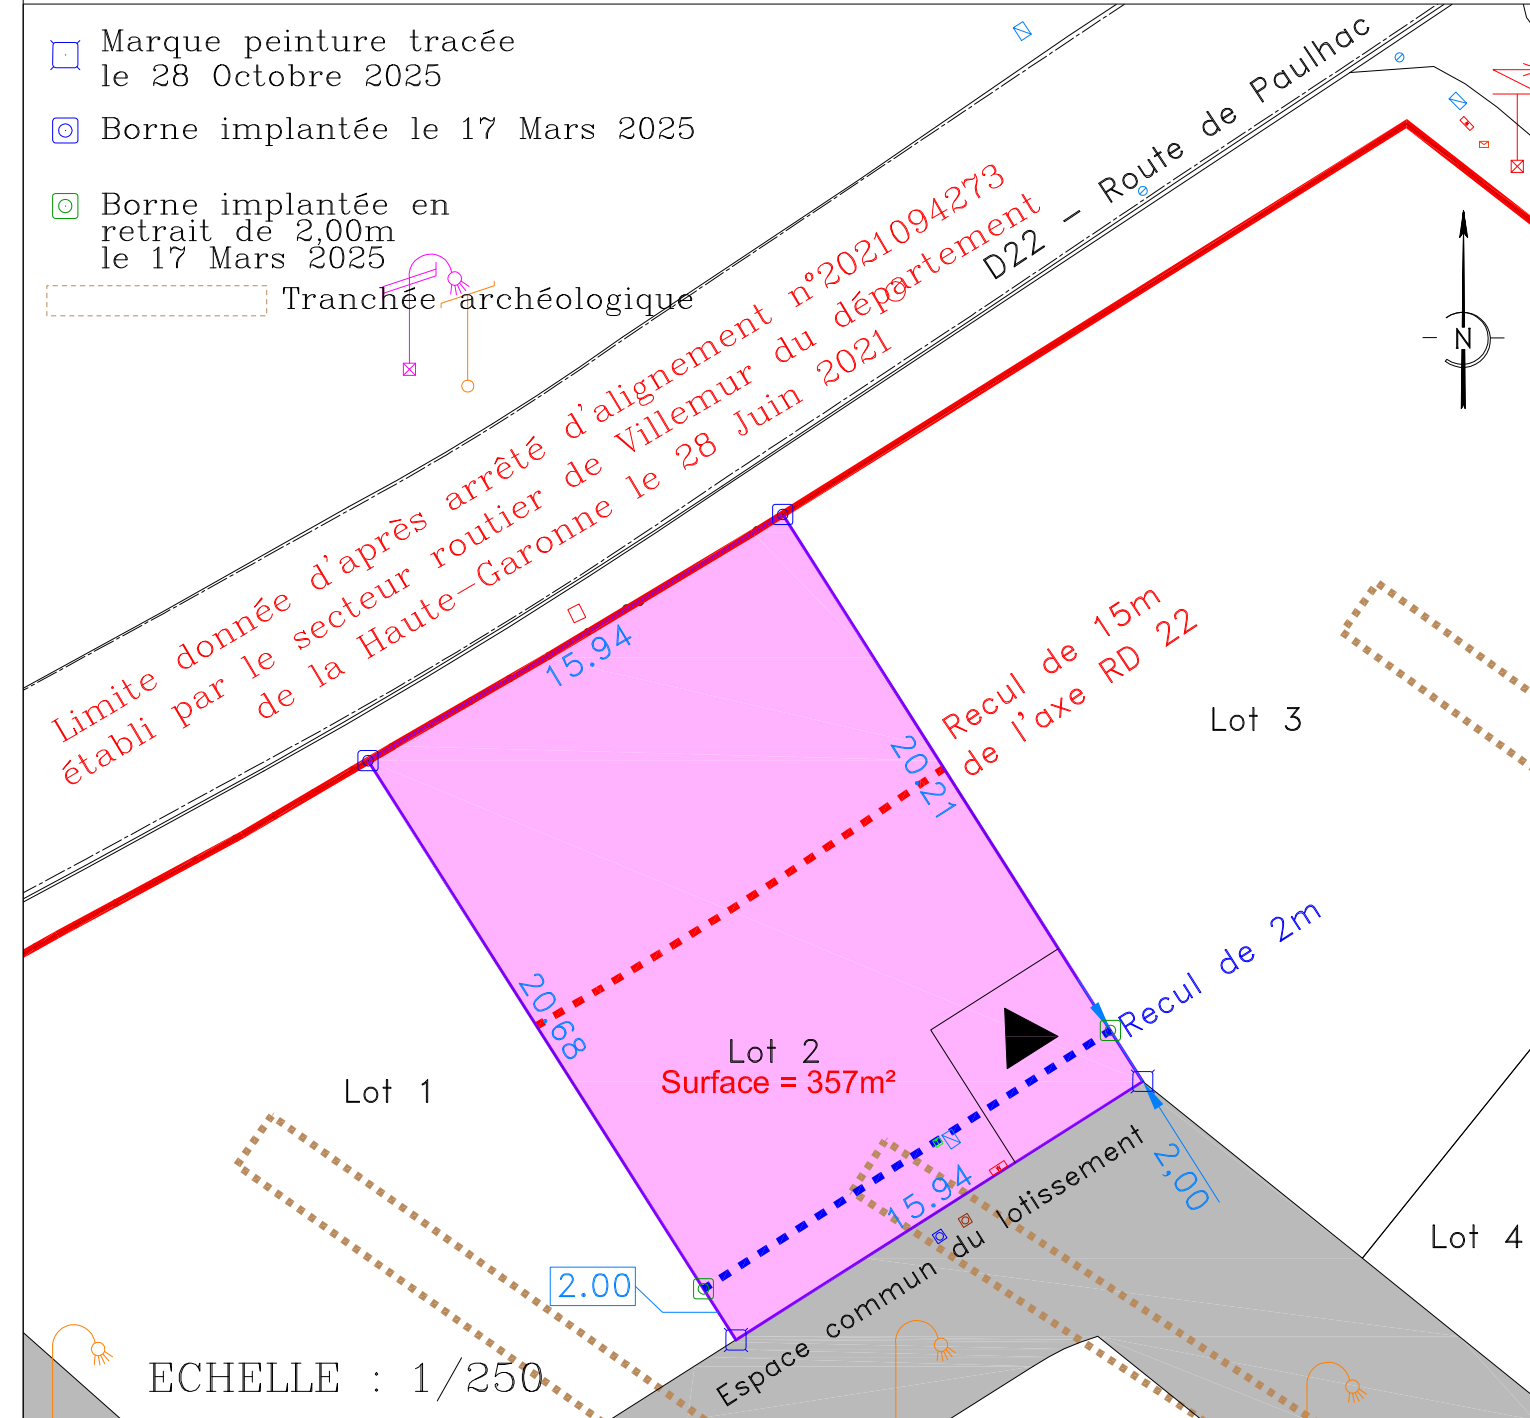 Marque peinture tracée
le 28 Octobre 2025
Borne implantée le 17 Mars 2025
Borne implantée en
retrait de 2,00m
le 17 Mars 2025
Tranchée archéologique
D22 – Route de Paulhac
Limite donnée d'après arrêté d'alignement n°2021094273
établi par le secteur routier de Villemur du département
de la Haute–Garonne le 28 Juin 2021
N
15.94
20.21
Recul de 15m
de l'axe RD 22
Lot 3
20.68
Recul de 2m
Lot 2
Surface = 357m²
Lot 1
15.94
2,00
Lot 4
2.00
Espace commun du lotissement
ECHELLE : 1/250